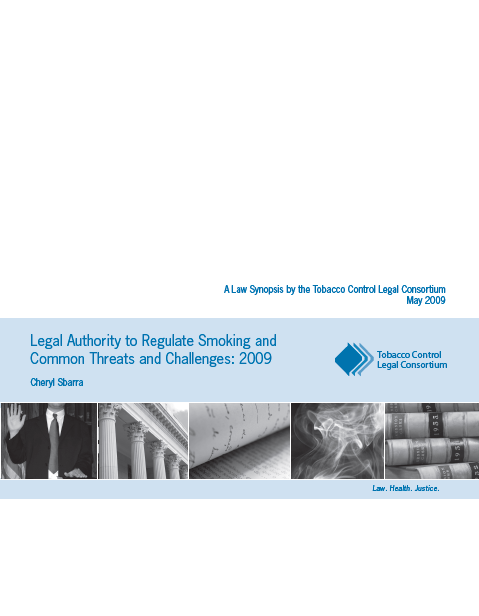 A Law Synopsis by the Tobacco Control Legal Consortium
May 2009
Legal Authority to Regulate Smoking and
Common Threats and Challenges: 2009
Cheryl Sbarra
Tobacco Control
Legal Consortium
Law. Health. Justice.